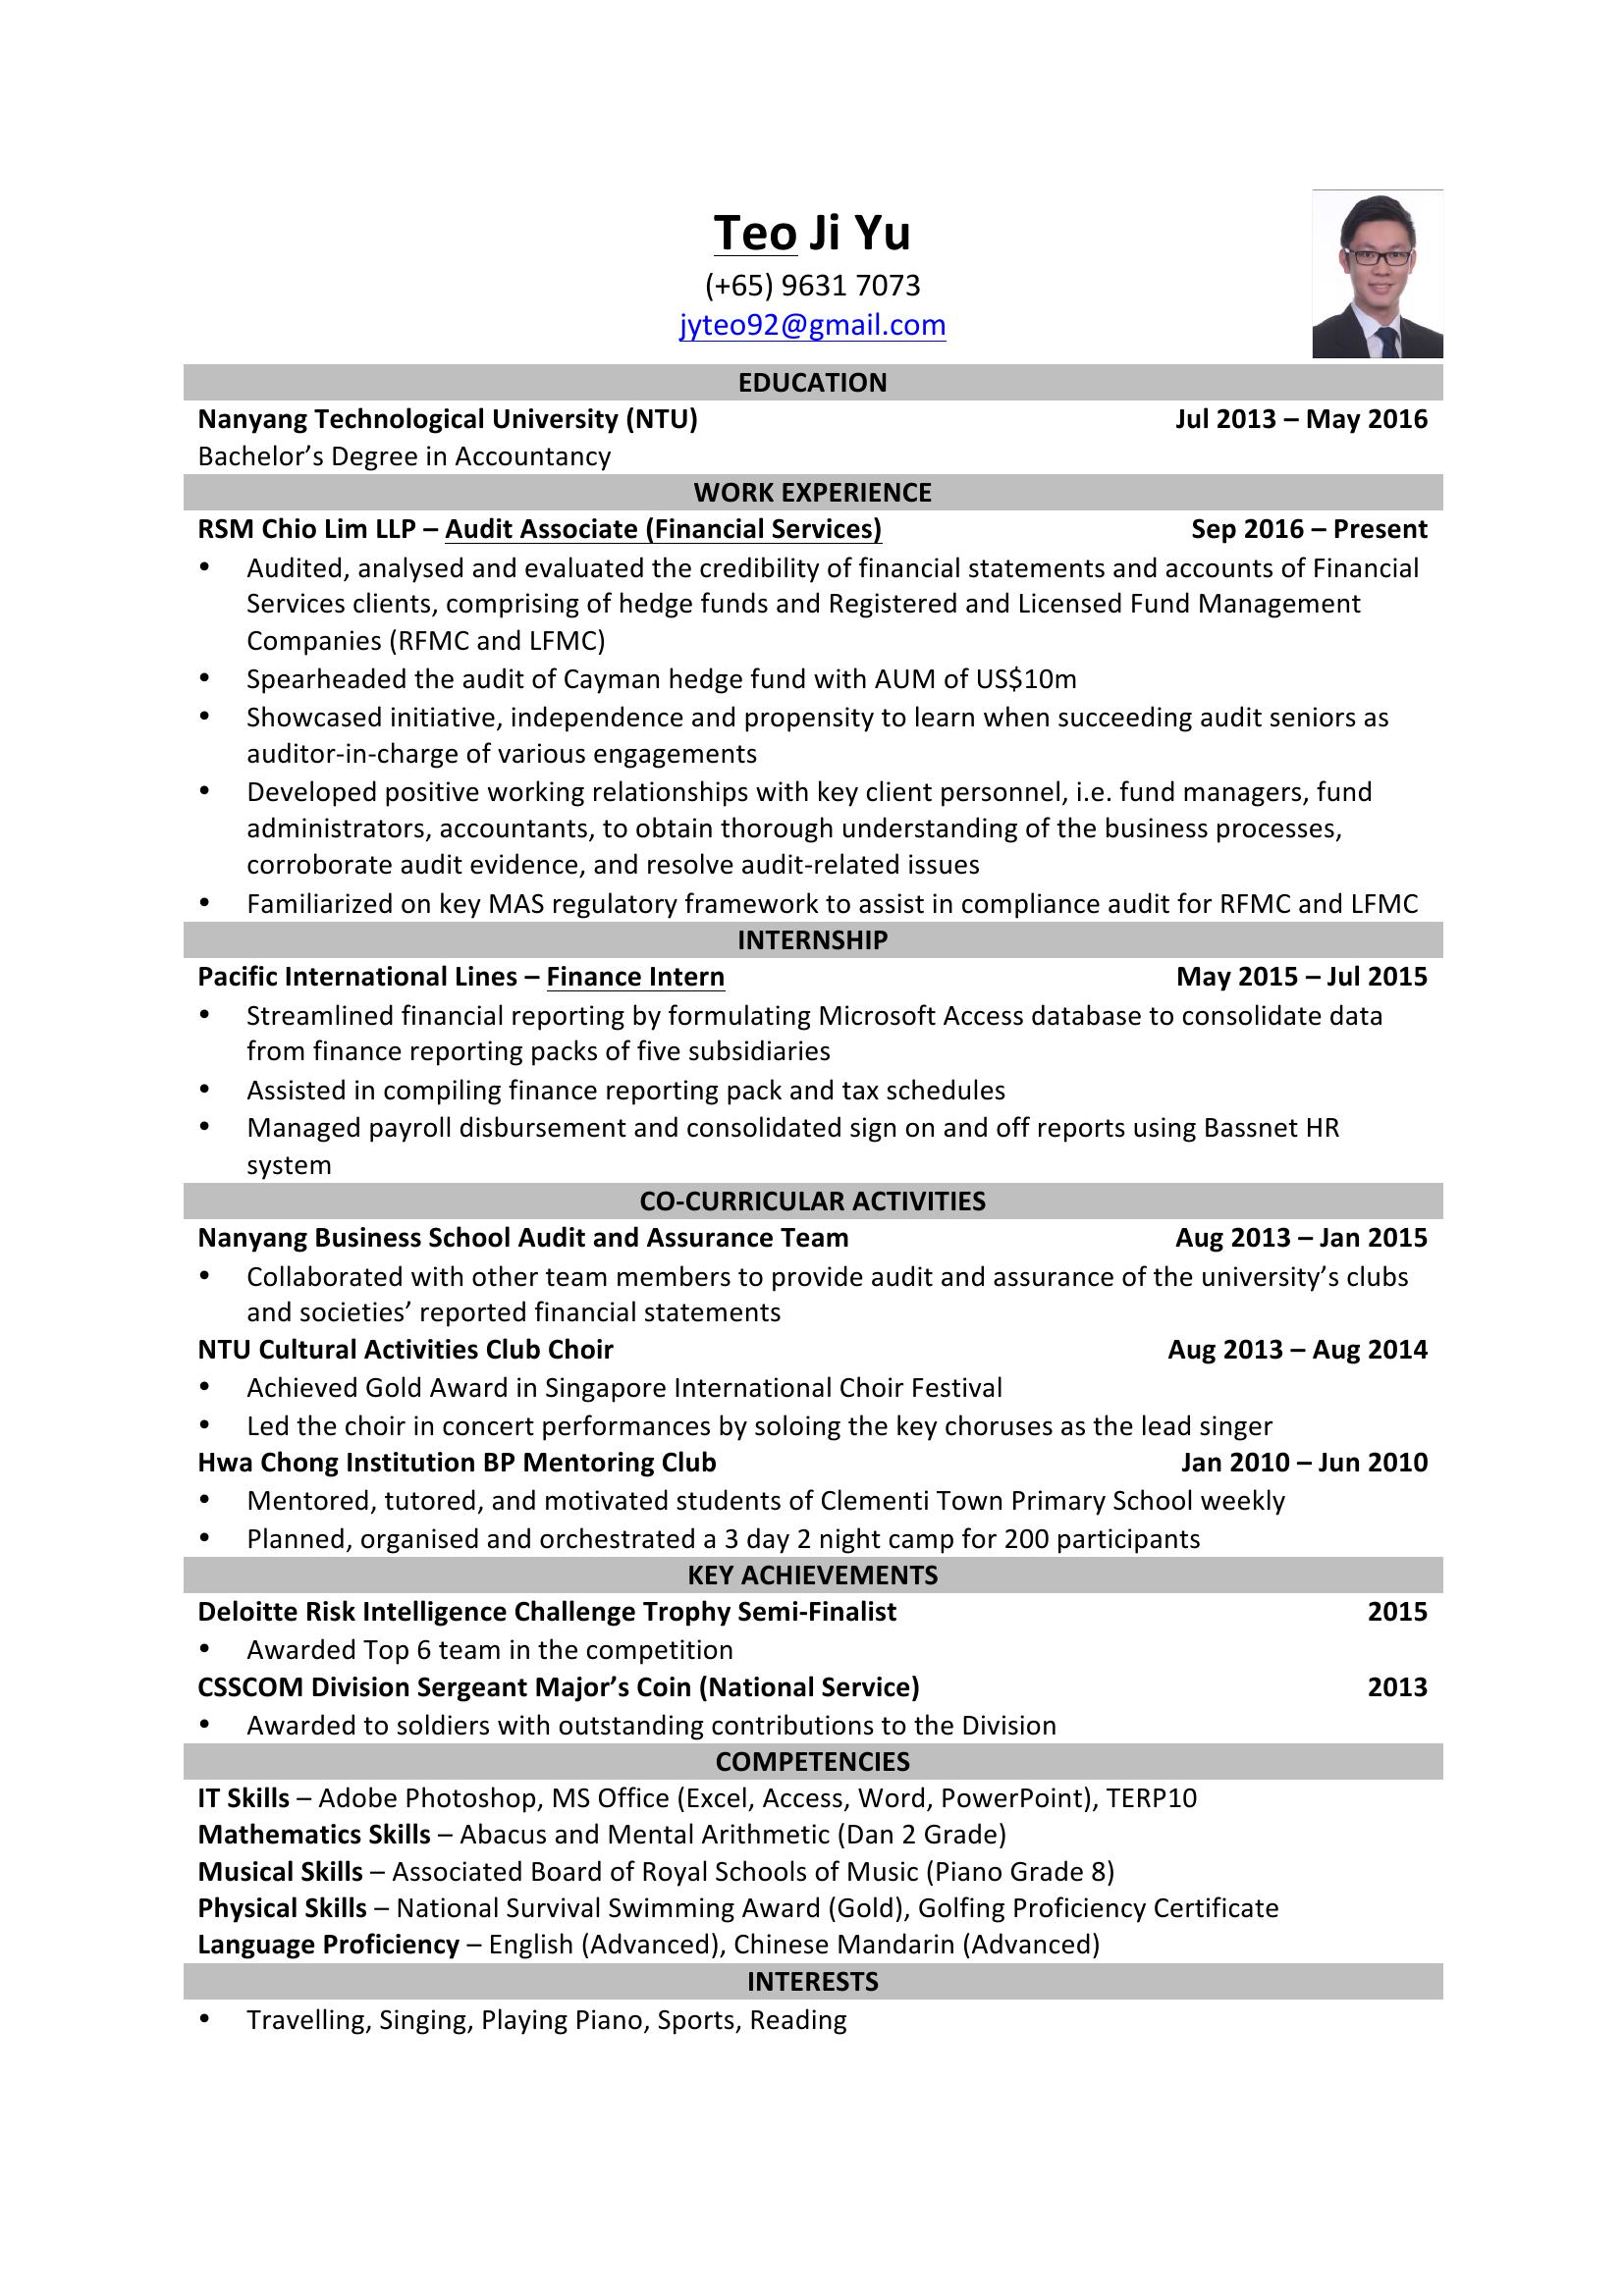 Teo Ji Yu
(+65) 9631 7073
jyteo92@gmail.com
EDUCATION
Nanyang Technological University (NTU) Jul 2013 – May 2016
Bachelor’s Degree in Accountancy
WORK EXPERIENCE
RSM Chio Lim LLP – Audit Associate (Financial Services) Sep 2016 – Present
• Audited, analysed and evaluated the credibility of financial statements and accounts of Financial
Services clients, comprising of hedge funds and Registered and Licensed Fund Management
Companies (RFMC and LFMC)
• Spearheaded the audit of Cayman hedge fund with AUM of US$10m
• Showcased initiative, independence and propensity to learn when succeeding audit seniors as
auditor-in-charge of various engagements
• Developed positive working relationships with key client personnel, i.e. fund managers, fund
administrators, accountants, to obtain thorough understanding of the business processes,
corroborate audit evidence, and resolve audit-related issues
• Familiarized on key MAS regulatory framework to assist in compliance audit for RFMC and LFMC
INTERNSHIP
Pacific International Lines – Finance Intern May 2015 – Jul 2015
• Streamlined financial reporting by formulating Microsoft Access database to consolidate data
from finance reporting packs of five subsidiaries
• Assisted in compiling finance reporting pack and tax schedules
• Managed payroll disbursement and consolidated sign on and off reports using Bassnet HR
system
CO-CURRICULAR ACTIVITIES
Nanyang Business School Audit and Assurance Team Aug 2013 – Jan 2015
• Collaborated with other team members to provide audit and assurance of the university’s clubs
and societies’ reported financial statements
NTU Cultural Activities Club Choir Aug 2013 – Aug 2014
• Achieved Gold Award in Singapore International Choir Festival
• Led the choir in concert performances by soloing the key choruses as the lead singer
Hwa Chong Institution BP Mentoring Club Jan 2010 – Jun 2010
• Mentored, tutored, and motivated students of Clementi Town Primary School weekly
• Planned, organised and orchestrated a 3 day 2 night camp for 200 participants
KEY ACHIEVEMENTS
Deloitte Risk Intelligence Challenge Trophy Semi-Finalist 2015
• Awarded Top 6 team in the competition
CSSCOM Division Sergeant Major’s Coin (National Service) 2013
• Awarded to soldiers with outstanding contributions to the Division
COMPETENCIES
IT Skills – Adobe Photoshop, MS Office (Excel, Access, Word, PowerPoint), TERP10
Mathematics Skills – Abacus and Mental Arithmetic (Dan 2 Grade)
Musical Skills – Associated Board of Royal Schools of Music (Piano Grade 8)
Physical Skills – National Survival Swimming Award (Gold), Golfing Proficiency Certificate
Language Proficiency – English (Advanced), Chinese Mandarin (Advanced)
INTERESTS
• Travelling, Singing, Playing Piano, Sports, Reading